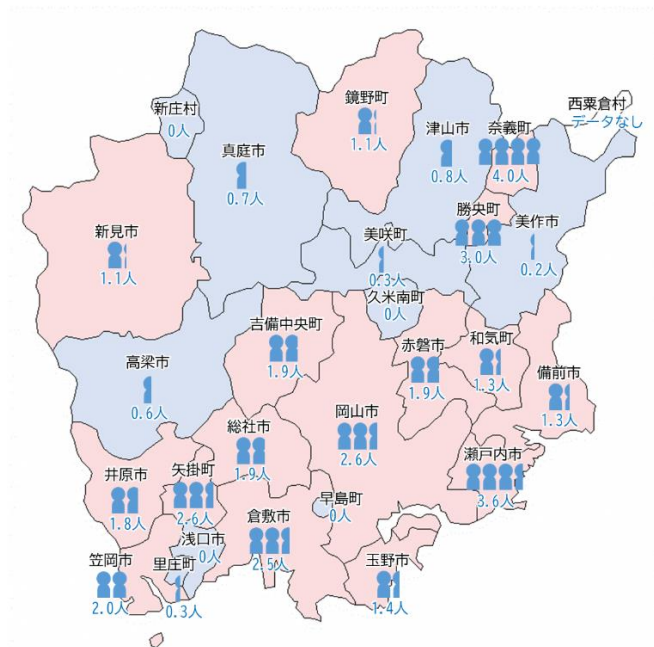 鏡野町
1.1人
西粟倉村
データなし
新庄村
0人
真庭市
0.7人
津山市
0.8人
奈義町
4.0人
勝央町
3.0人
美作市
0.2人
新見市
1.1人
美咲町
0.3人
久米南町
0人
吉備中央町
1.9人
赤磐市
1.9人
和気町
1.3人
備前市
1.3人
高梁市
0.6人
岡山市
2.6人
総社市
1.9人
瀬戸内市
3.6人
井原市
1.8人
矢掛町
2.6人
早島町
0人
倉敷市
2.5人
浅口市
0人
笠岡市
2.0人
里庄町
0.3人
玉野市
1.4人